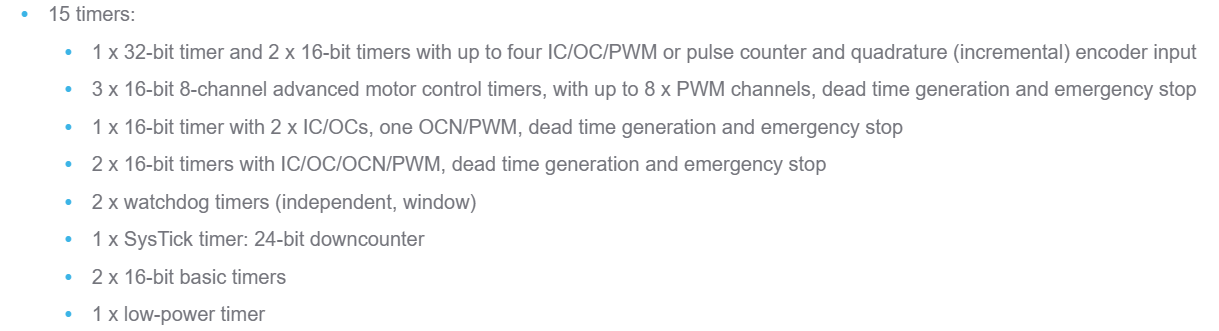 • 15 timers:
• 1 x 32-bit timer and 2 x 16-bit timers with up to four IC/OC/PWM or pulse counter and quadrature (incremental) encoder input
• 3 x 16-bit 8-channel advanced motor control timers, with up to 8 x PWM channels, dead time generation and emergency stop
• 1 x 16-bit timer with 2 x IC/OCs, one OCN/PWM, dead time generation and emergency stop
• 2 x 16-bit timers with IC/OC/OCN/PWM, dead time generation and emergency stop
• 2 x watchdog timers (independent, window)
• 1 x SysTick timer: 24-bit downcounter
• 2 x 16-bit basic timers
• 1 x low-power timer